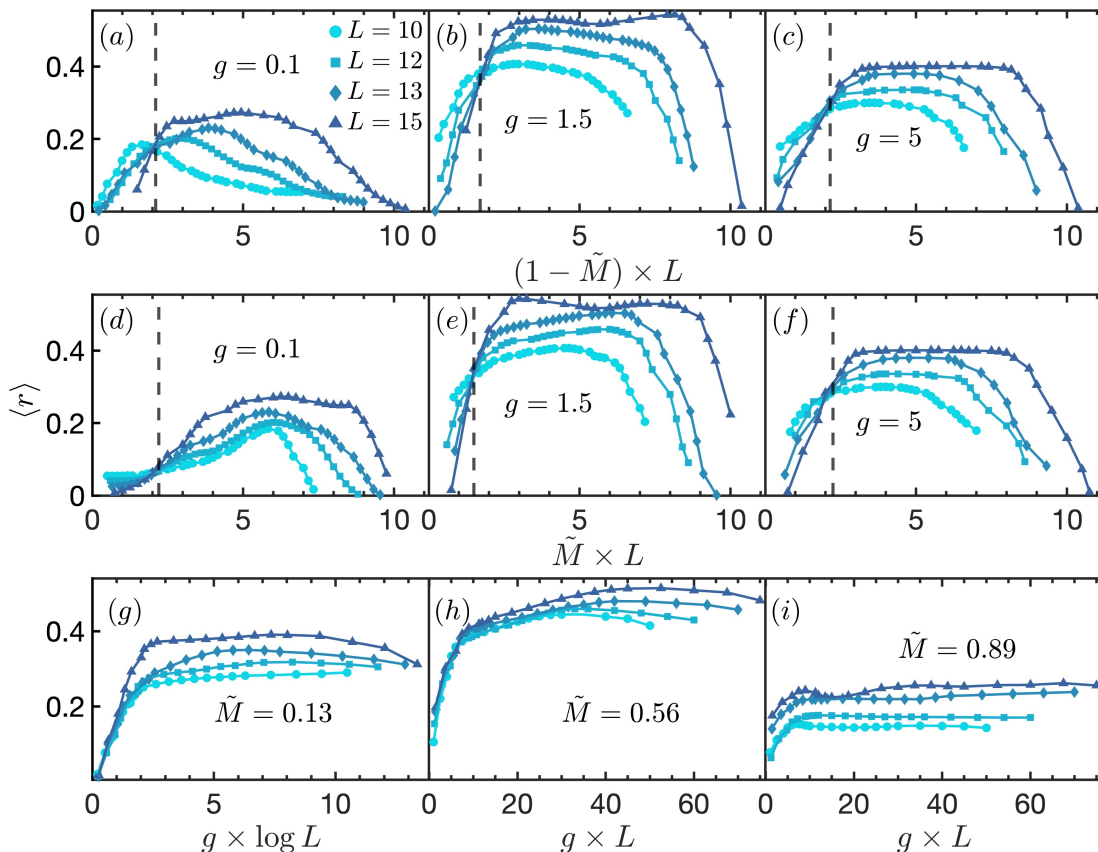 (a) g = 0.1
L = 10
L = 12
L = 13
L = 15
(b) g = 1.5
(c) g = 5
0.4
0.2
0
0 5 10
0 5 10
0 5 10
(1 − M̃) × L
(d) g = 0.1
(e) g = 1.5
(f) g = 5
⟨r⟩
0.4
0.2
0
0 5 10
0 5 10
0 5 10
M̃ × L
(g) M̃ = 0.13
(h) M̃ = 0.56
(i) M̃ = 0.89
0.4
0.2
0 5 10
0 20 40 60
0 20 40 60
g × log L
g × L
g × L